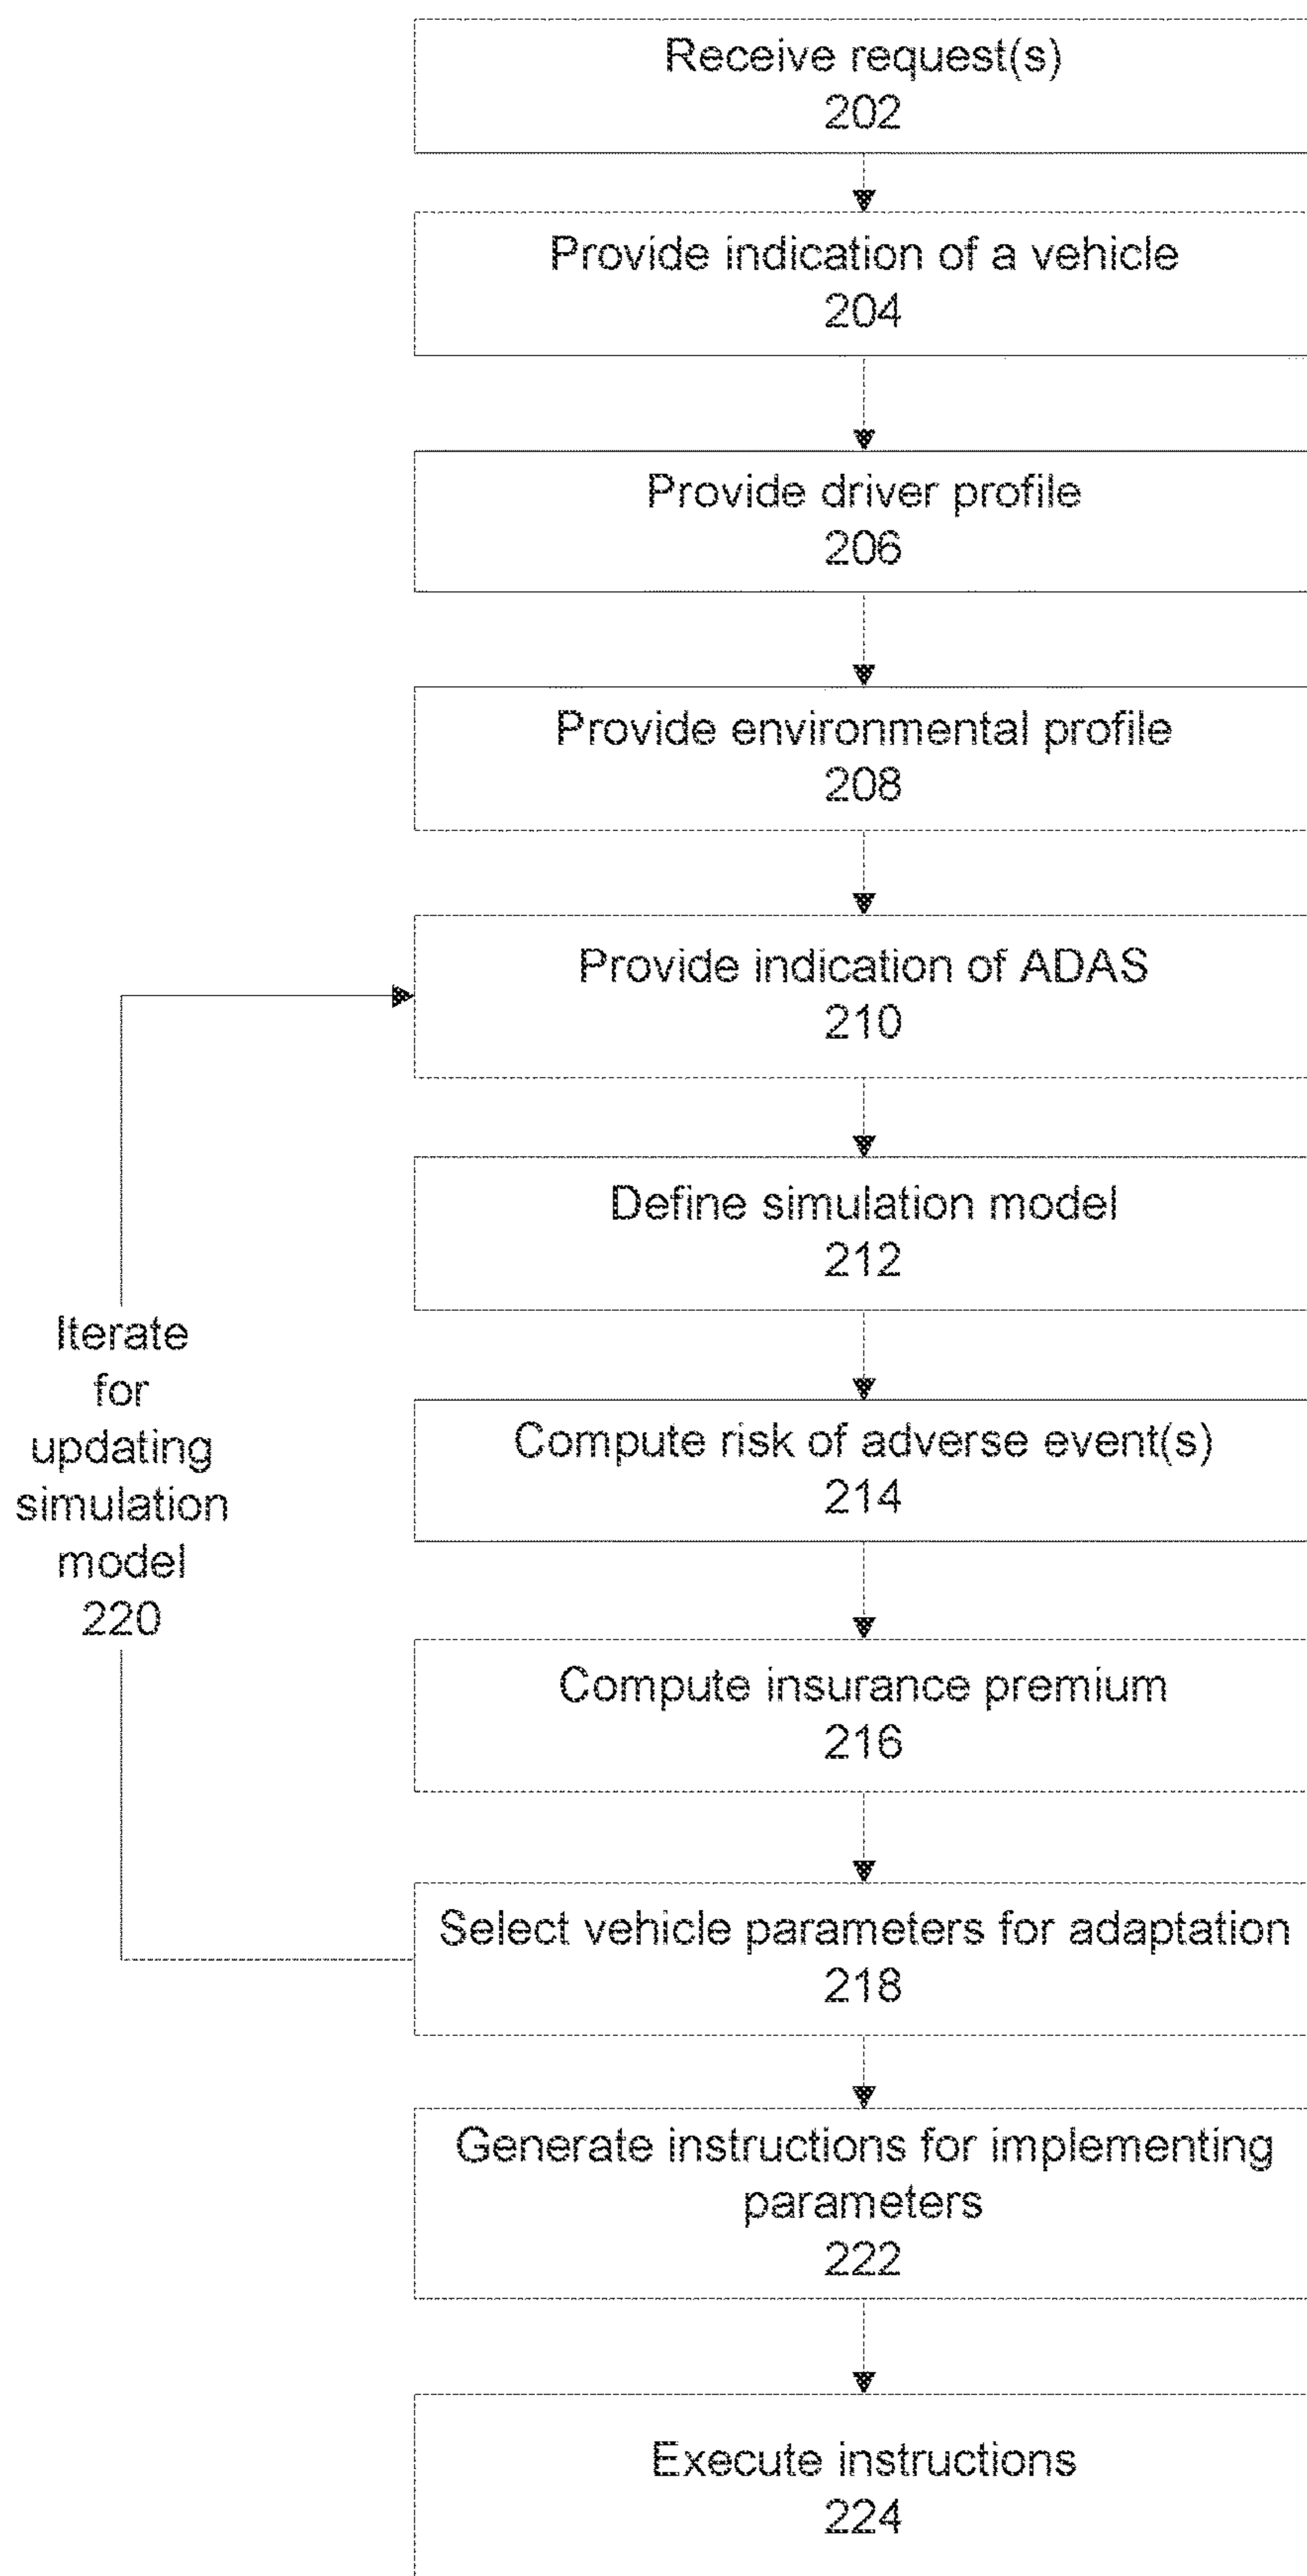 Receive request(s)
202
Provide indication of a vehicle
204
Provide driver profile
206
Provide environmental profile
208
Provide indication of ADAS
210
Define simulation model
212
Compute risk of adverse event(s)
214
Iterate
for
updating
simulation
model
220
Compute insurance premium
216
Select vehicle parameters for adaptation
218
Generate instructions for implementing
parameters
222
Execute instructions
224